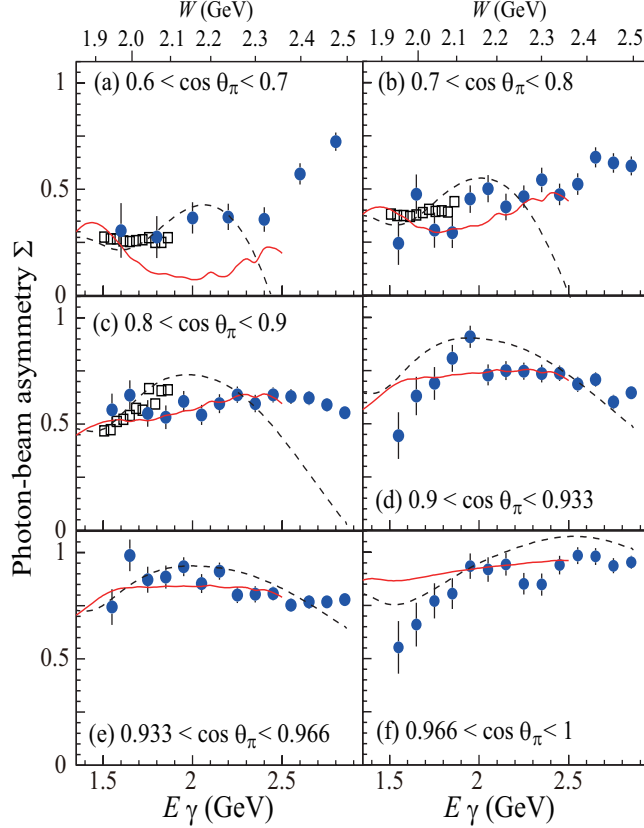 W (GeV) W (GeV)
1.9 2.0 2.1 2.2 2.3 2.4 2.5 1.9 2.0 2.1 2.2 2.3 2.4 2.5
1 (a) 0.6 < cos θπ < 0.7 (b) 0.7 < cos θπ < 0.8
0.5
0
1 (c) 0.8 < cos θπ < 0.9
0.5
(d) 0.9 < cos θπ < 0.933
0
1
0.5
(e) 0.933 < cos θπ < 0.966 (f) 0.966 < cos θπ < 1
0
1.5 2 2.5 1.5 2 2.5
E γ (GeV) E γ (GeV)
Photon-beam asymmetry Σ